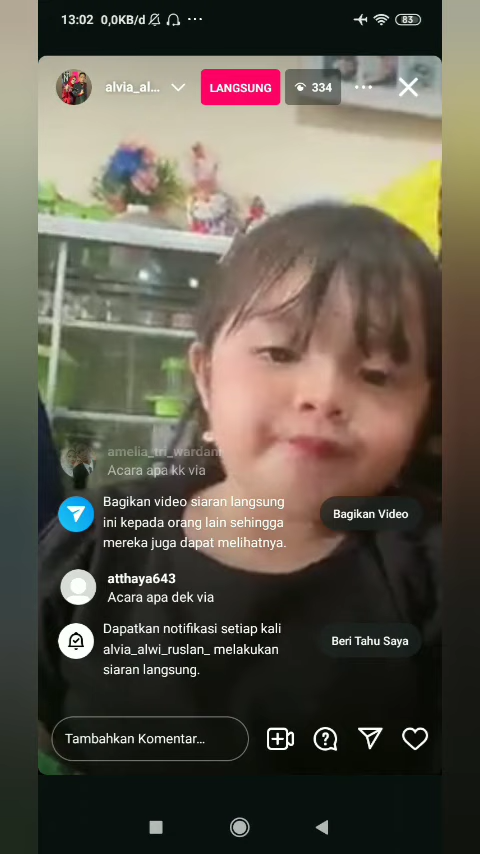 13:02 0,0KB/d ... 83
alvia_al... LANGSUNG 334 ...
amelia_tri_wardani
Acara apa kk via
Bagikan video siaran langsung
ini kepada orang lain sehingga
mereka juga dapat melihatnya.
Bagikan Video
atthaya643
Acara apa dek via
Dapatkan notifikasi setiap kali
alvia_alwi_ruslan_ melakukan
siaran langsung.
Beri Tahu Saya
Tambahkan Komentar...